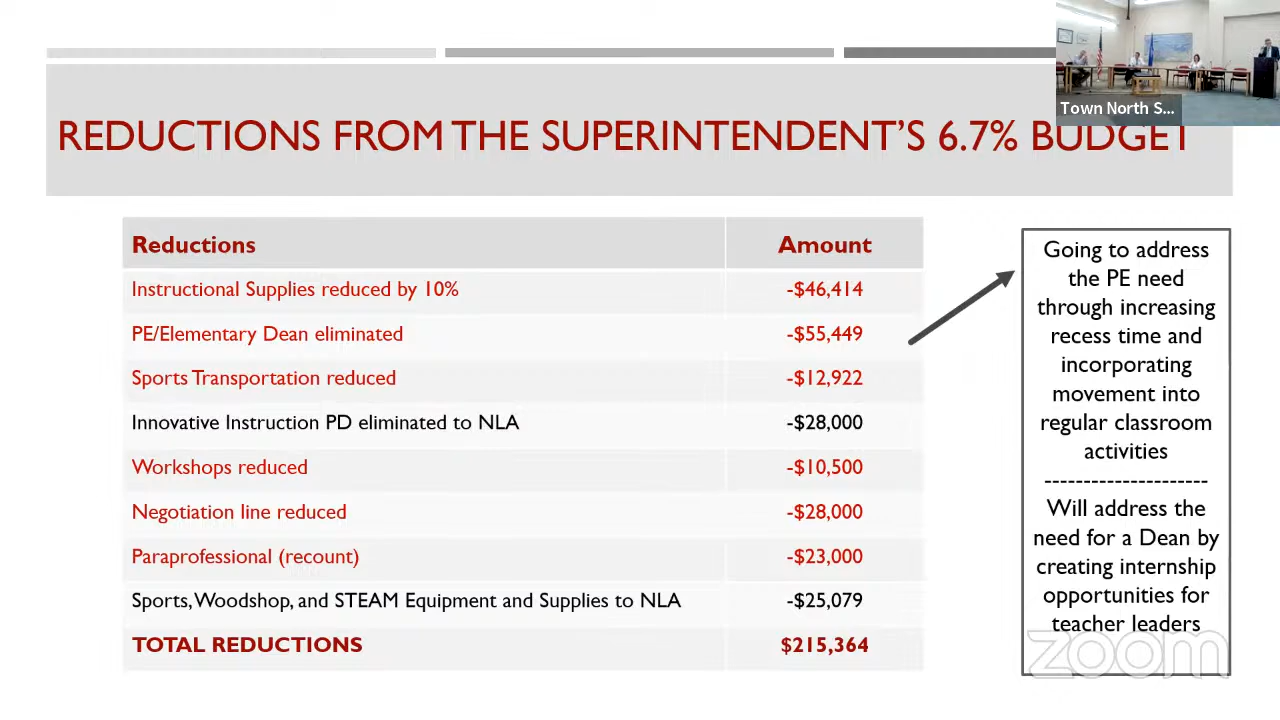 Town North S...
REDUCTIONS FROM THE SUPERINTENDENT'S 6.7% BUDGET
Reductions Amount
Instructional Supplies reduced by 10% -$46,414
PE/Elementary Dean eliminated -$55,449
Sports Transportation reduced -$12,922
Innovative Instruction PD eliminated to NLA -$28,000
Workshops reduced -$10,500
Negotiation line reduced -$28,000
Paraprofessional (recount) -$23,000
Sports, Woodshop, and STEAM Equipment and Supplies to NLA -$25,079
TOTAL REDUCTIONS $215,364
Going to address
the PE need
through increasing
recess time and
incorporating
movement into
regular classroom
activities
---------------------
Will address the
need for a Dean by
creating internship
opportunities for
teacher leaders
zoom